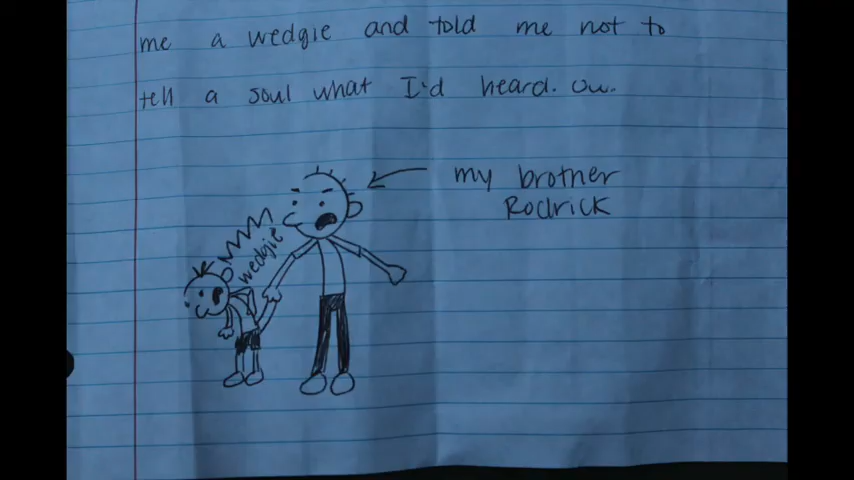 me a wedgie and told me not to
tell a soul what I'd heard. Ow.
my brother
Rodrick
wedgie